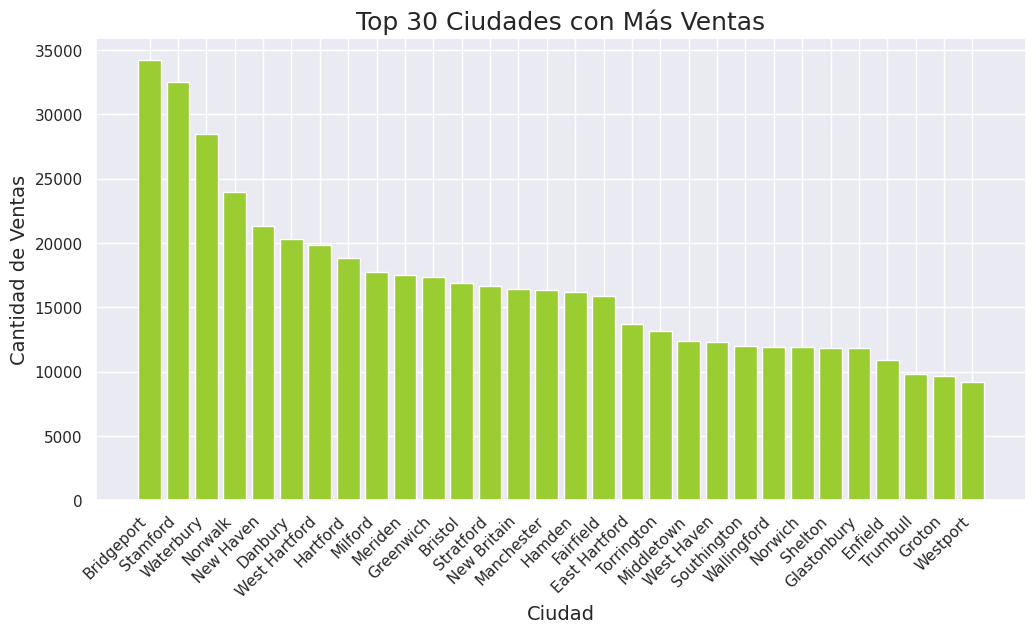 Top 30 Ciudades con Más Ventas
Cantidad de Ventas
35000
30000
25000
20000
15000
10000
5000
0
Bridgeport
Stamford
Waterbury
Norwalk
New Haven
Danbury
West Hartford
Hartford
Milford
Meriden
Greenwich
Bristol
Stratford
New Britain
Manchester
Hamden
Fairfield
East Hartford
Torrington
Middletown
West Haven
Southington
Wallingford
Norwich
Shelton
Glastonbury
Enfield
Trumbull
Groton
Westport
Ciudad